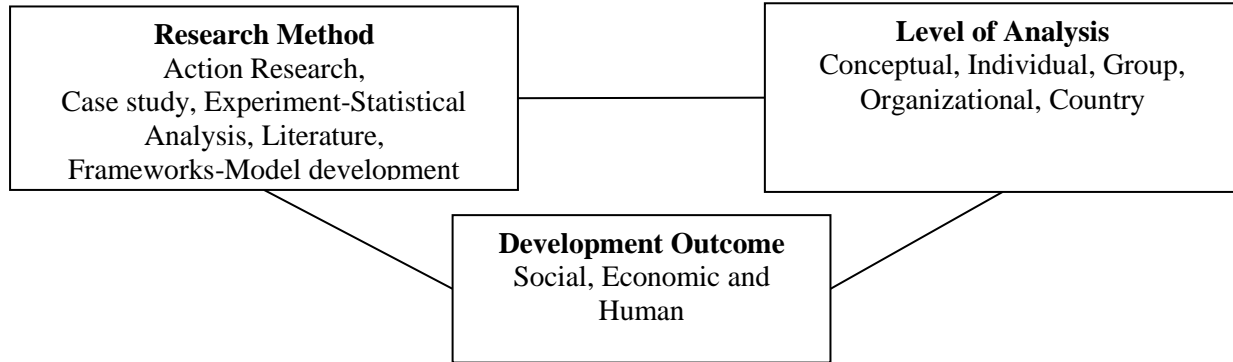 Research Method
Action Research,
Case study, Experiment-Statistical
Analysis, Literature,
Frameworks-Model development
Level of Analysis
Conceptual, Individual, Group,
Organizational, Country
Development Outcome
Social, Economic and
Human